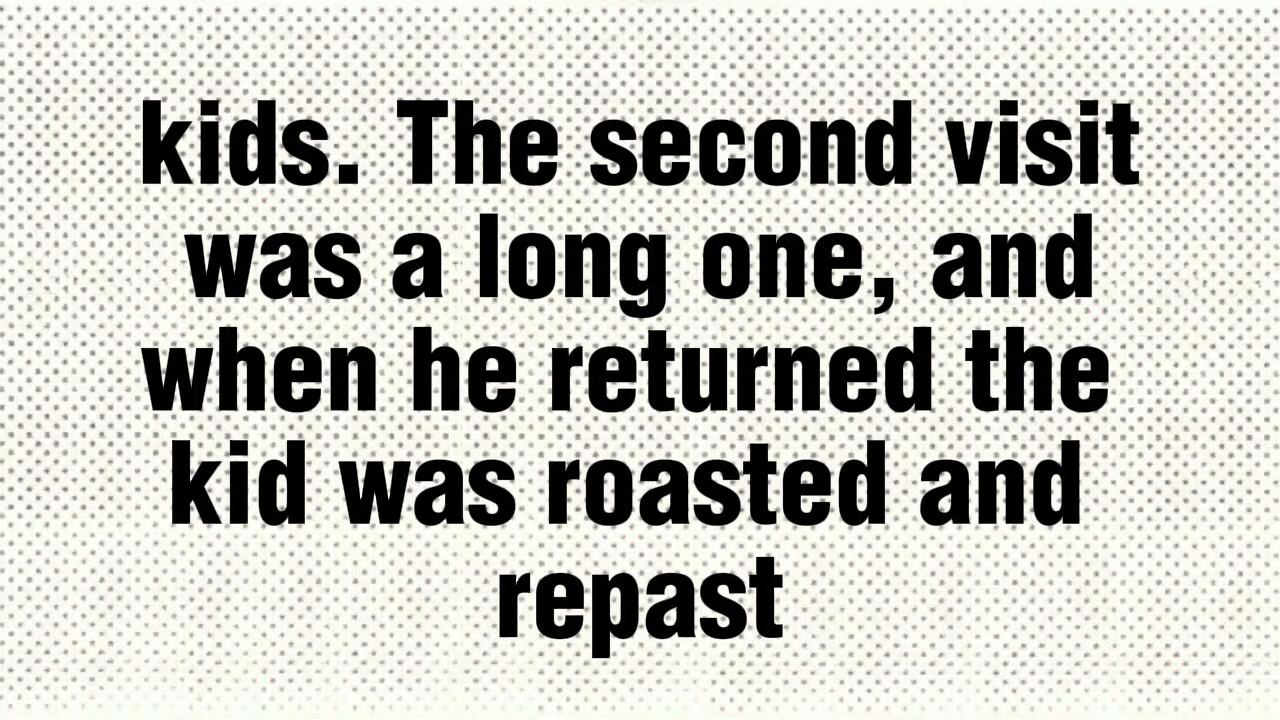 kids. The second visit
was a long one, and
when he returned the
kid was roasted and
repast